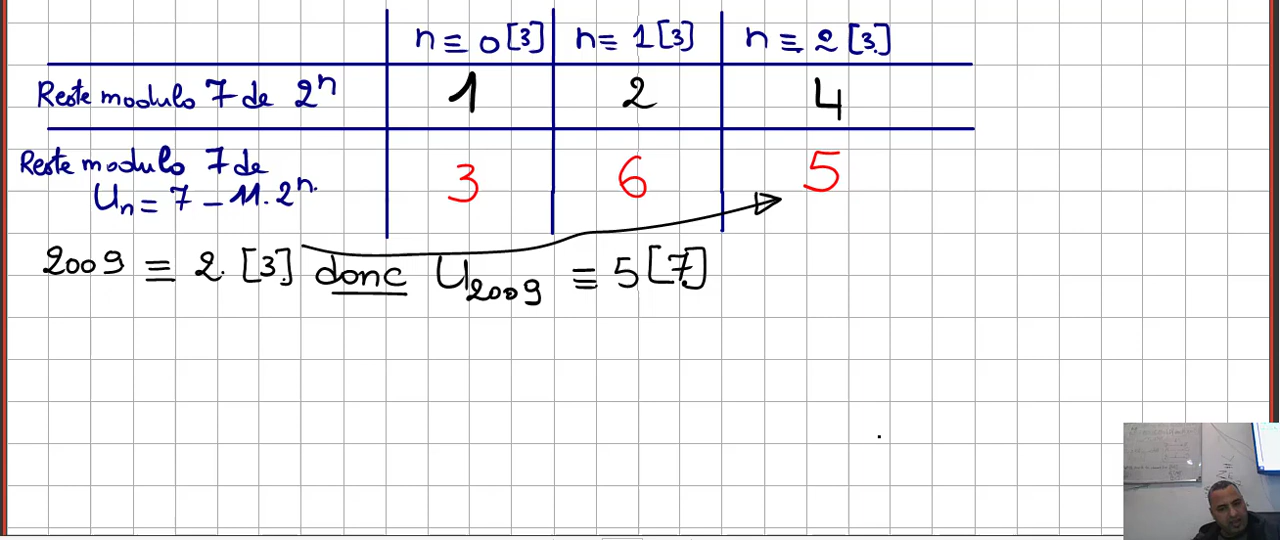 n ≡ 0 [3] n ≡ 1 [3] n ≡ 2 [3]
Reste modulo 7 de 2ⁿ 1 2 4
Reste modulo 7 de
Uₙ = 7 - 11. 2ⁿ. 3 6 5
2009 ≡ 2. [3] donc U₂₀₀₉ ≡ 5 [7]